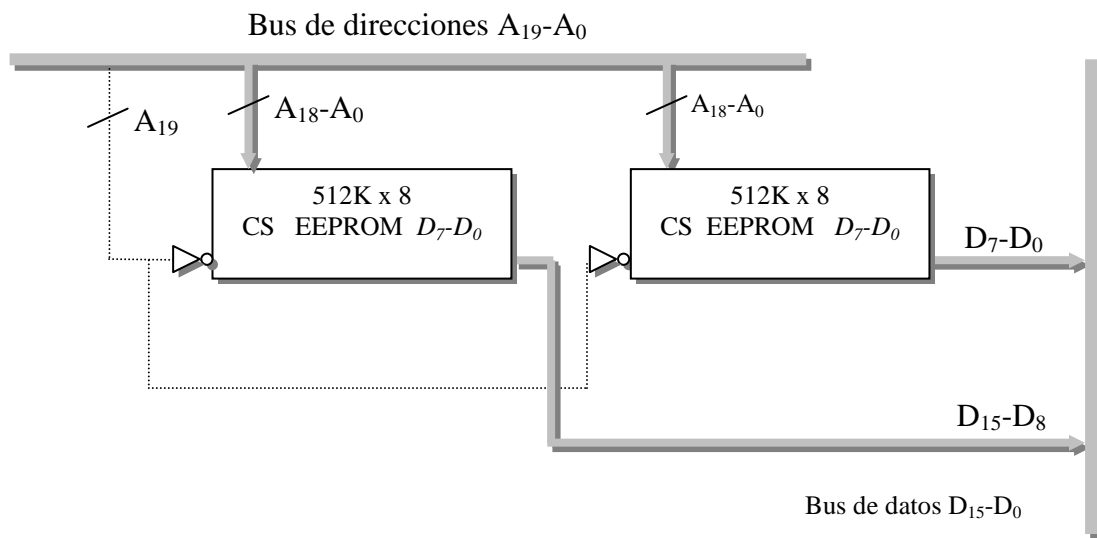 Bus de direcciones A₁₉-A₀
A₁₉
A₁₈-A₀
A₁₈-A₀
512K x 8
CS EEPROM D₇-D₀
512K x 8
CS EEPROM D₇-D₀
D₇-D₀
D₁₅-D₈
Bus de datos D₁₅-D₀